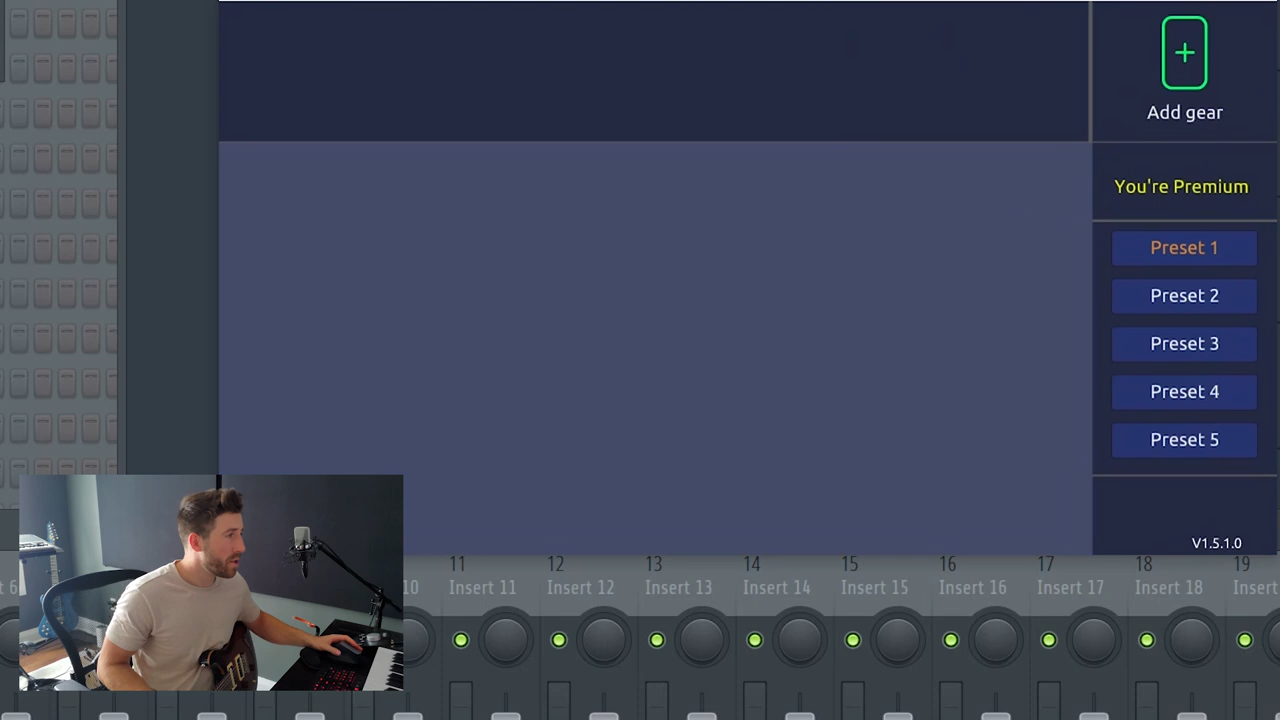 Add gear
You're Premium
Preset 1
Preset 2
Preset 3
Preset 4
Preset 5
V1.5.1.0
11 12 13 14 15 16 17 18 19
t 6 10 Insert 11 Insert 12 Insert 13 Insert 14 Insert 15 Insert 16 Insert 17 Insert 18 Insert